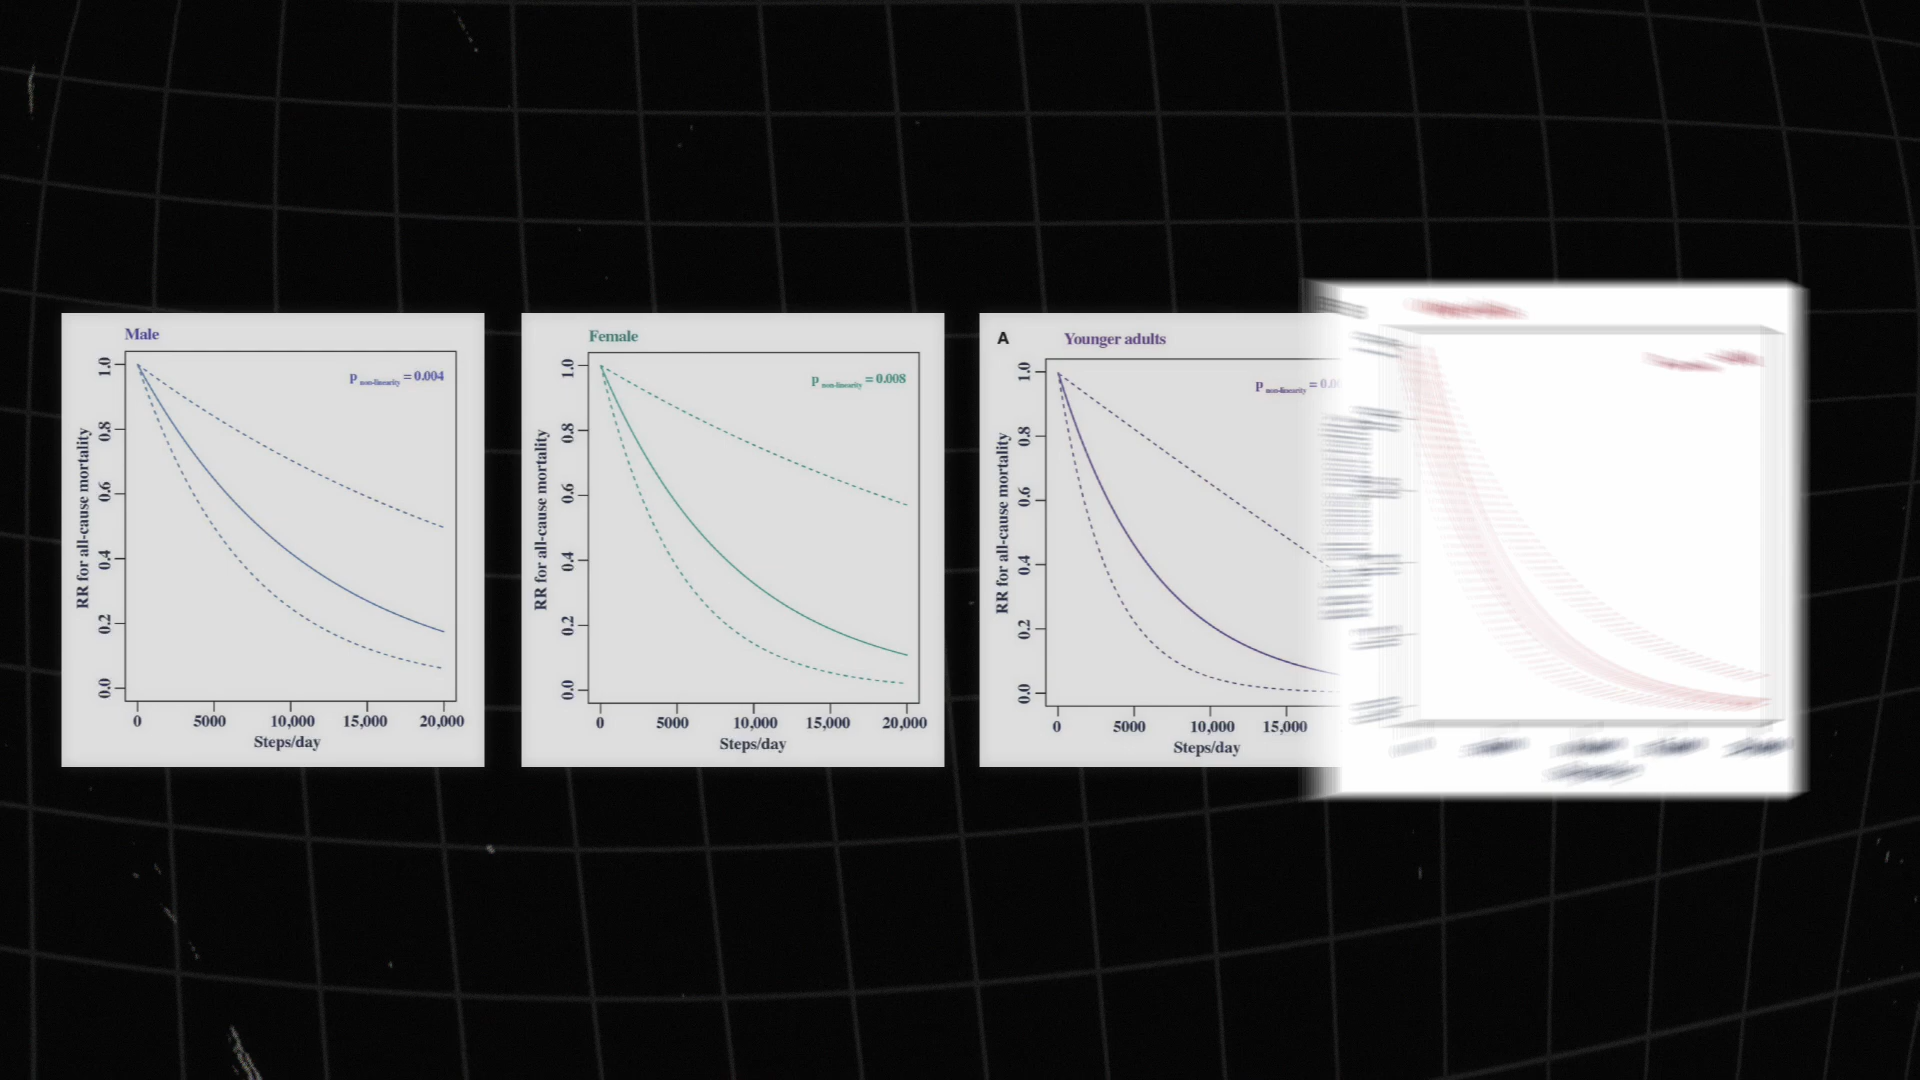 Male
p non-linearity = 0.004
RR for all-cause mortality
1.0
0.8
0.6
0.4
0.2
0.0
0
5000
10,000
15,000
20,000
Steps/day
Female
p non-linearity = 0.008
RR for all-cause mortality
1.0
0.8
0.6
0.4
0.2
0.0
0
5000
10,000
15,000
20,000
Steps/day
A
Younger adults
p non-linearity = 0.0
RR for all-cause mortality
1.0
0.8
0.6
0.4
0.2
0.0
0
5000
10,000
15,000
Steps/day